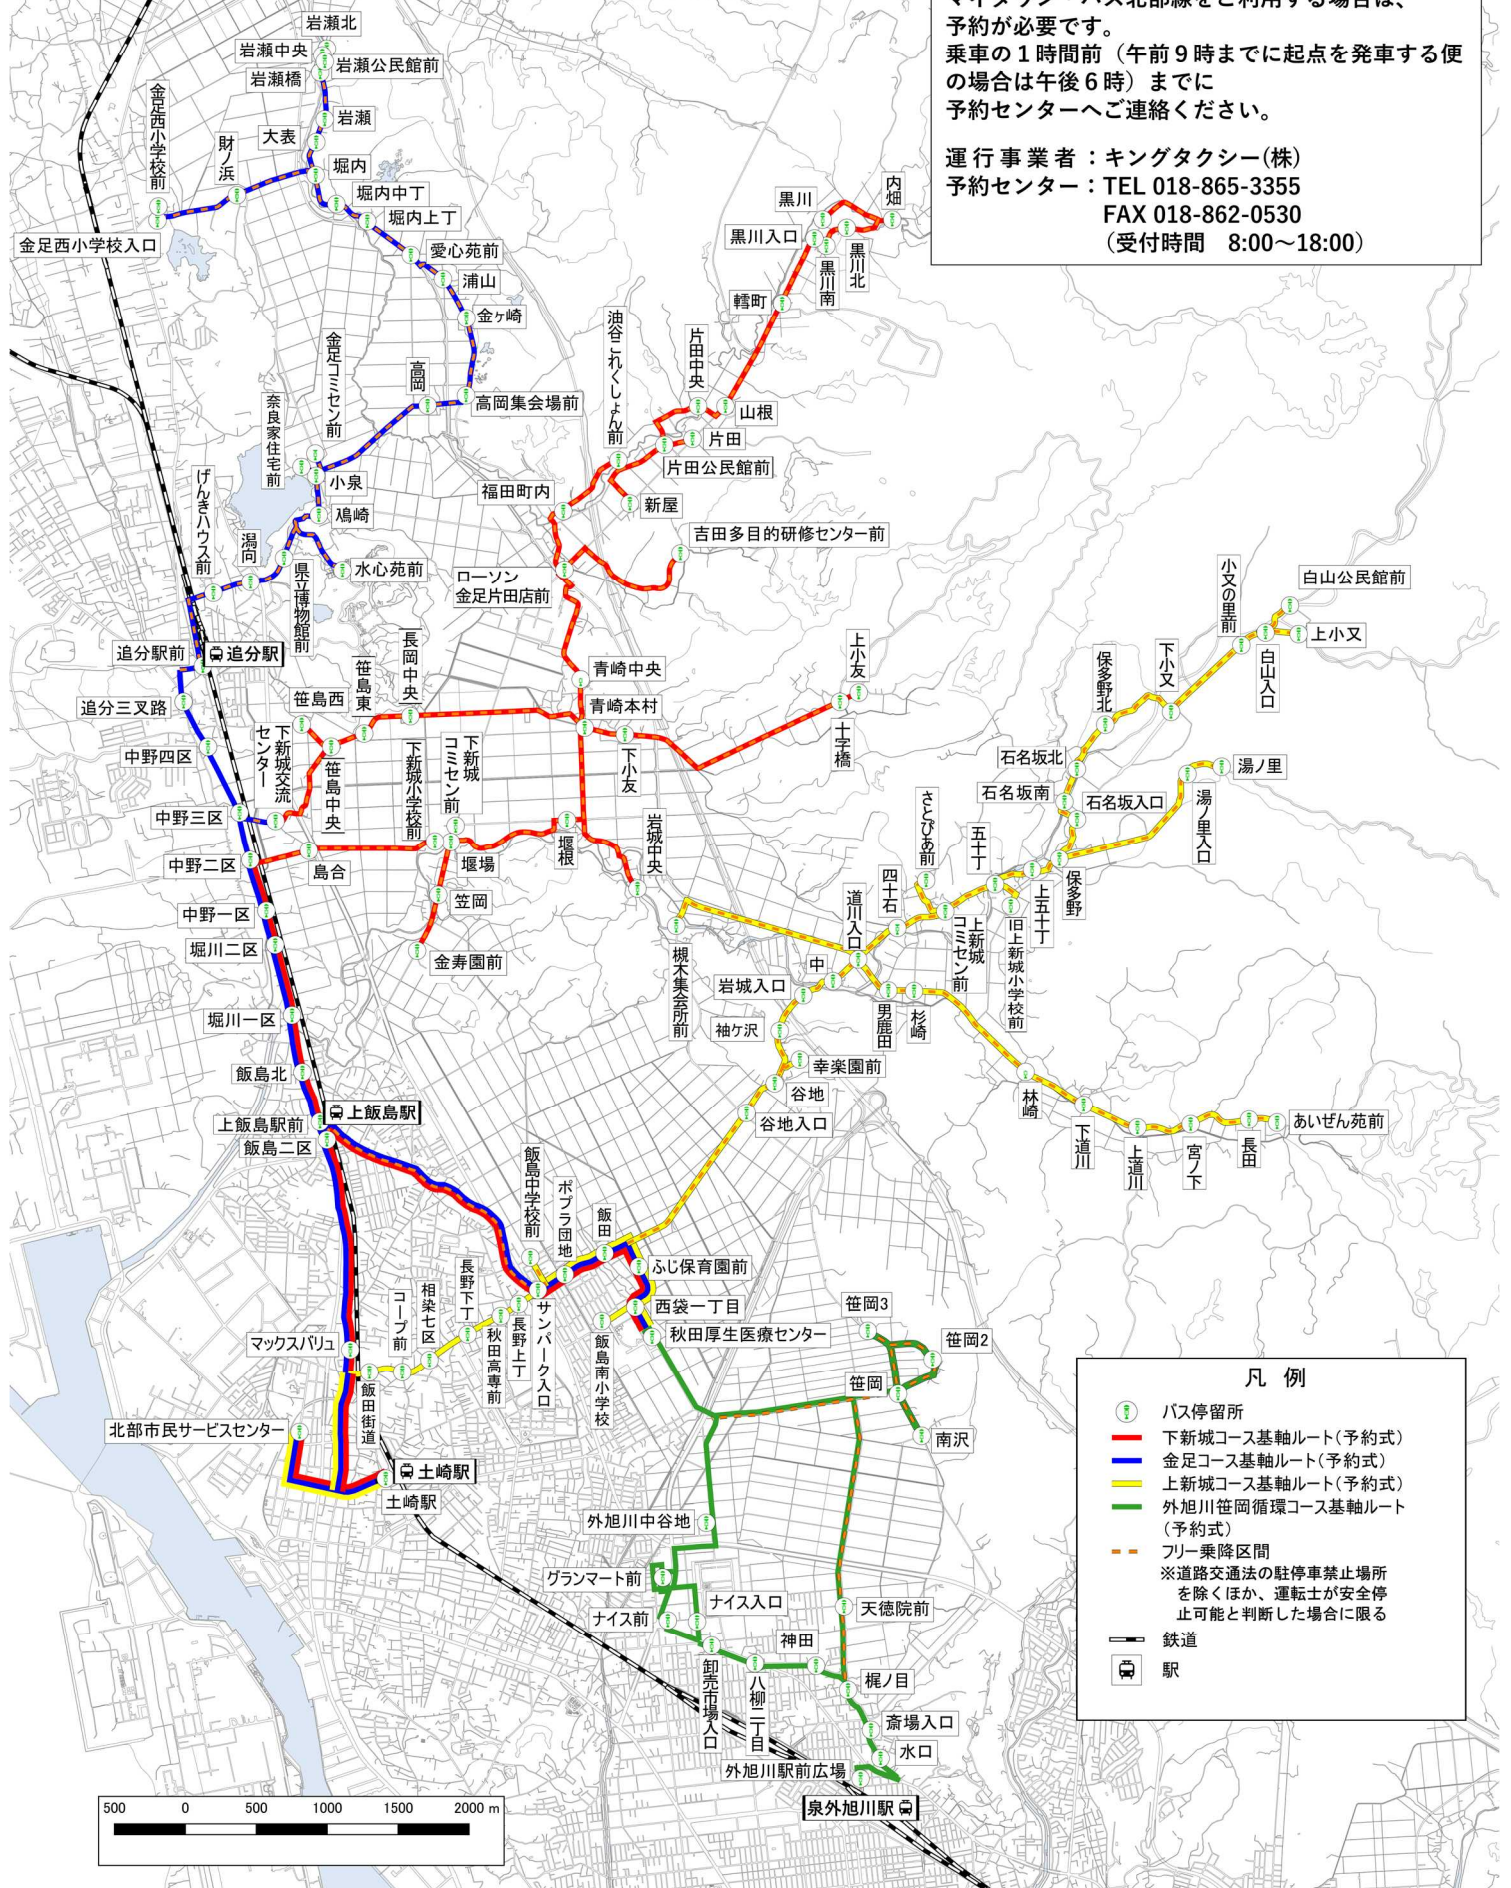 マイタウン・バス北部線をご利用する場合は、
予約が必要です。
乗車の１時間前（午前９時までに起点を発車する便
の場合は午後６時）までに
予約センターへご連絡ください。
運行事業者：キングタクシー(株)
予約センター：TEL 018-865-3355
FAX 018-862-0530
（受付時間　8:00～18:00）
岩瀬北
岩瀬中央
岩瀬公民館前
岩瀬橋
岩瀬
大表
金足西小学校前
財ノ浜
堀内
堀内中丁
堀内上丁
金足西小学校入口
愛心苑前
浦山
金ヶ崎
黒川
内畑
黒川入口
黒川南
黒川北
轌町
油谷これくしょん前
片田中央
金足コミセン前
高岡
高岡集会場前
山根
奈良家住宅前
片田
片田公民館前
小泉
福田町内
新屋
げんきハウス前
潟向
鳰崎
吉田多目的研修センター前
県立博物館前
水心苑前
ローソン
金足片田店前
小又の里前
白山公民館前
上小又
白山入口
追分駅前
追分駅
長岡中央
笹島東
笹島西
青崎中央
上小友
保多野北
下小又
追分三叉路
青崎本村
下新城交流
センター
笹島中央
下新城小学校前
下新城
コミセン前
下小友
十字橋
中野四区
石名坂北
湯ノ里
石名坂南
石名坂入口
湯ノ里入口
さとぴあ前
中野三区
堰根
岩城中央
五十丁
中野二区
島合
堰場
四十石
道川入口
上五十丁
保多野
笠岡
中野一区
上新城
コミセン前
旧上新城小学校前
堀川二区
金寿園前
槻木集会所前
中
岩城入口
男鹿田
杉崎
堀川一区
袖ケ沢
幸楽園前
飯島北
谷地
谷地入口
林崎
上飯島駅前
上飯島駅
飯島二区
下道川
上道川
宮ノ下
長田
あいぜん苑前
飯島中学校前
ポプラ団地
飯田
ふじ保育園前
長野下丁
相染七区
コープ前
西袋一丁目
笹岡3
笹岡2
マックスバリュ
秋田高専前
長野上丁
サンパーク入口
飯島南小学校
秋田厚生医療センター
飯田街道
笹岡
北部市民サービスセンター
南沢
土崎駅
土崎駅
外旭川中谷地
グランマート前
ナイス入口
天徳院前
ナイス前
神田
卸売市場入口
八柳二丁目
梶ノ目
斎場入口
水口
外旭川駅前広場
泉外旭川駅
凡 例
バス停留所
下新城コース基軸ルート（予約式）
金足コース基軸ルート（予約式）
上新城コース基軸ルート（予約式）
外旭川笹岡循環コース基軸ルート
（予約式）
フリー乗降区間
※道路交通法の駐停車禁止場所
を除くほか、運転士が安全停
止可能と判断した場合に限る
鉄道
駅
500 0 500 1000 1500 2000 m